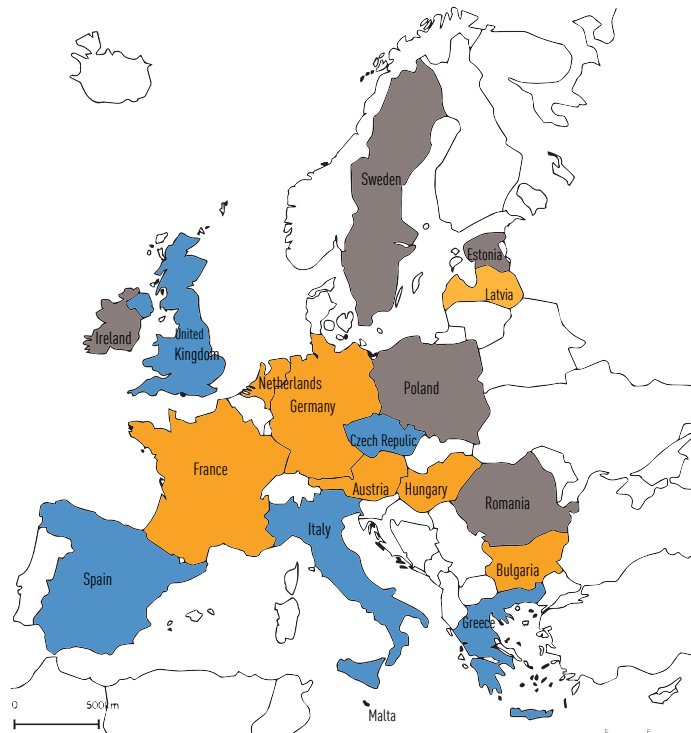 Sweden
Estonia
Latvia
Ireland
United
Kingdom
Netherlands
Germany
Poland
Czech Repulic
France
Austria
Hungary
Romania
Italy
Bulgaria
Spain
Greece
0 500km
Malta